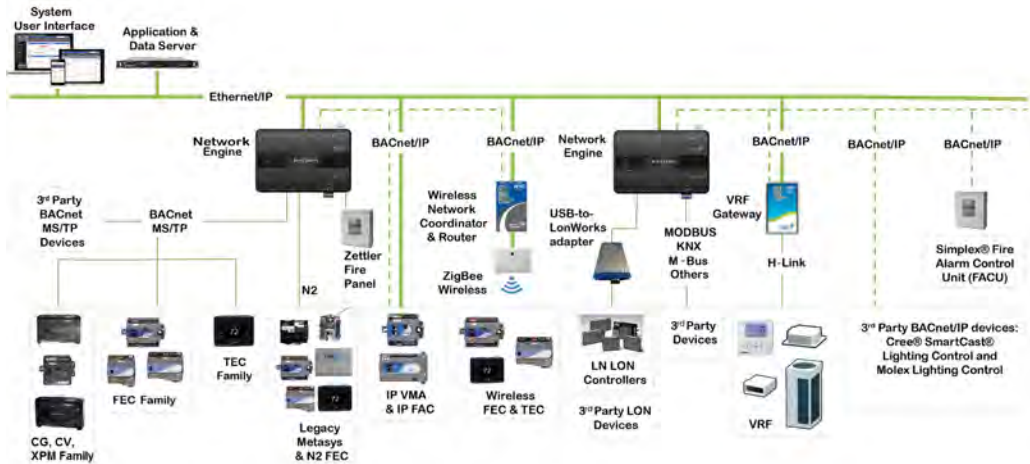 System
User Interface
Application &
Data Server
Ethernet/IP
Network
Engine
BACnet/IP
BACnet/IP
Network
Engine
BACnet/IP
BACnet/IP
BACnet/IP
3rd Party
BACnet
MS/TP
Devices
BACnet
MS/TP
N2
Zettler
Fire
Panel
Wireless
Network
Coordinator
& Router
ZigBee
Wireless
USB-to-
LonWorks
adapter
MODBUS
KNX
M -Bus
Others
VRF
Gateway
H-Link
Simplex® Fire
Alarm Control
Unit (FACU)
CG, CV,
XPM Family
FEC Family
TEC
Family
Legacy
Metasys
& N2 FEC
IP VMA
& IP FAC
Wireless
FEC & TEC
LN LON
Controllers
3rd Party LON
Devices
3rd Party
Devices
VRF
3rd Party BACnet/IP devices:
Cree® SmartCast®
Lighting Control and
Molex Lighting Control